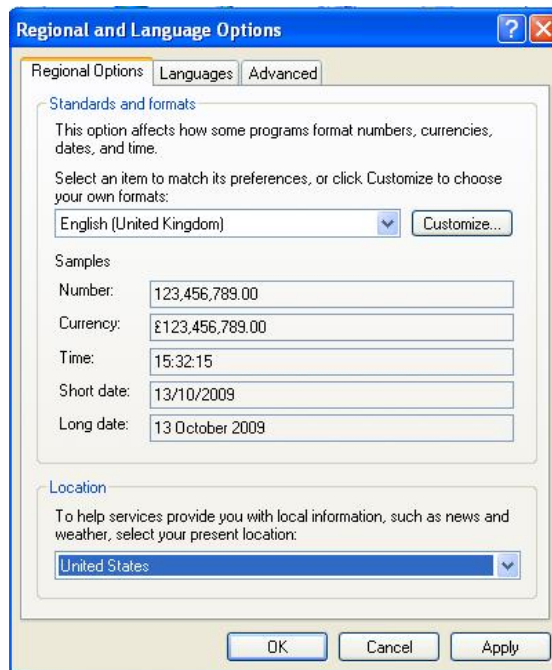 Regional and Language Options
Regional Options Languages Advanced
Standards and formats
This option affects how some programs format numbers, currencies,
dates, and time.
Select an item to match its preferences, or click Customize to choose
your own formats:
English (United Kingdom) Customize...
Samples
Number: 123,456,789.00
Currency: £123,456,789.00
Time: 15:32:15
Short date: 13/10/2009
Long date: 13 October 2009
Location
To help services provide you with local information, such as news and
weather, select your present location:
United States
OK Cancel Apply